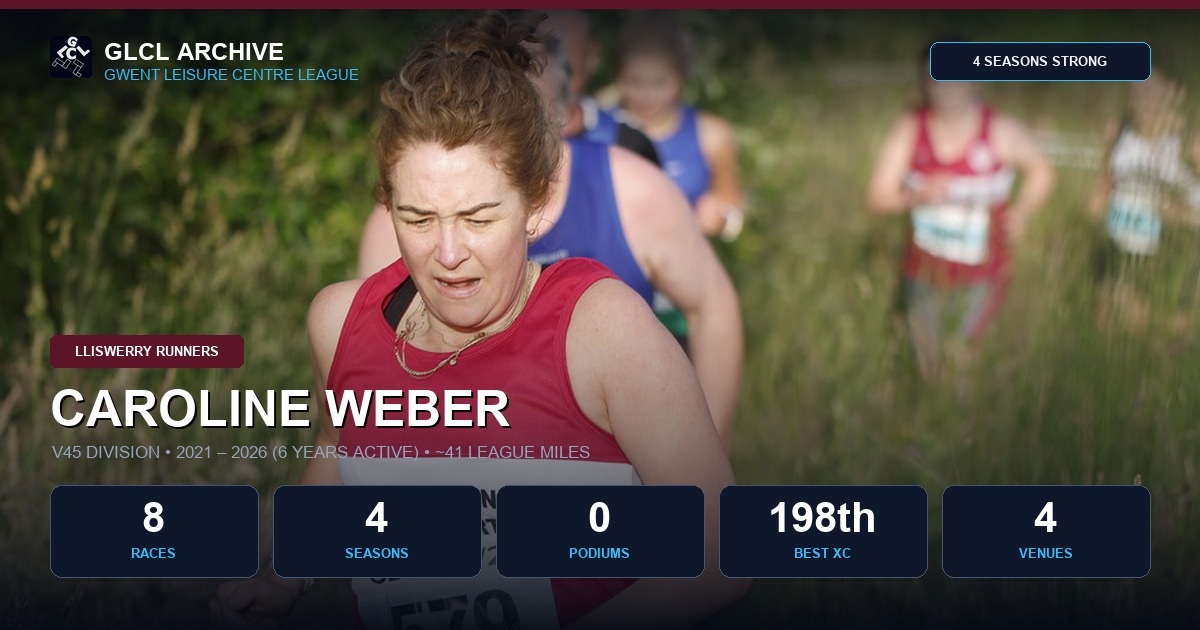 GLCL ARCHIVE
GWENT LEISURE CENTRE LEAGUE
4 SEASONS STRONG
LLISWERRY RUNNERS
CAROLINE WEBER
V45 DIVISION • 2021 – 2026 (6 YEARS ACTIVE) • ~41 LEAGUE MILES
8
RACES
4
SEASONS
0
PODIUMS
198th
BEST XC
4
VENUES
579